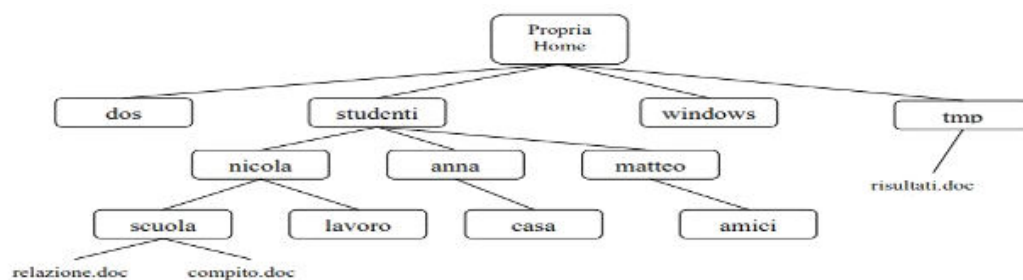 Propria
Home
dos
studenti
windows
tmp
nicola
anna
matteo
risultati.doc
scuola
lavoro
casa
amici
relazione.doc
compito.doc